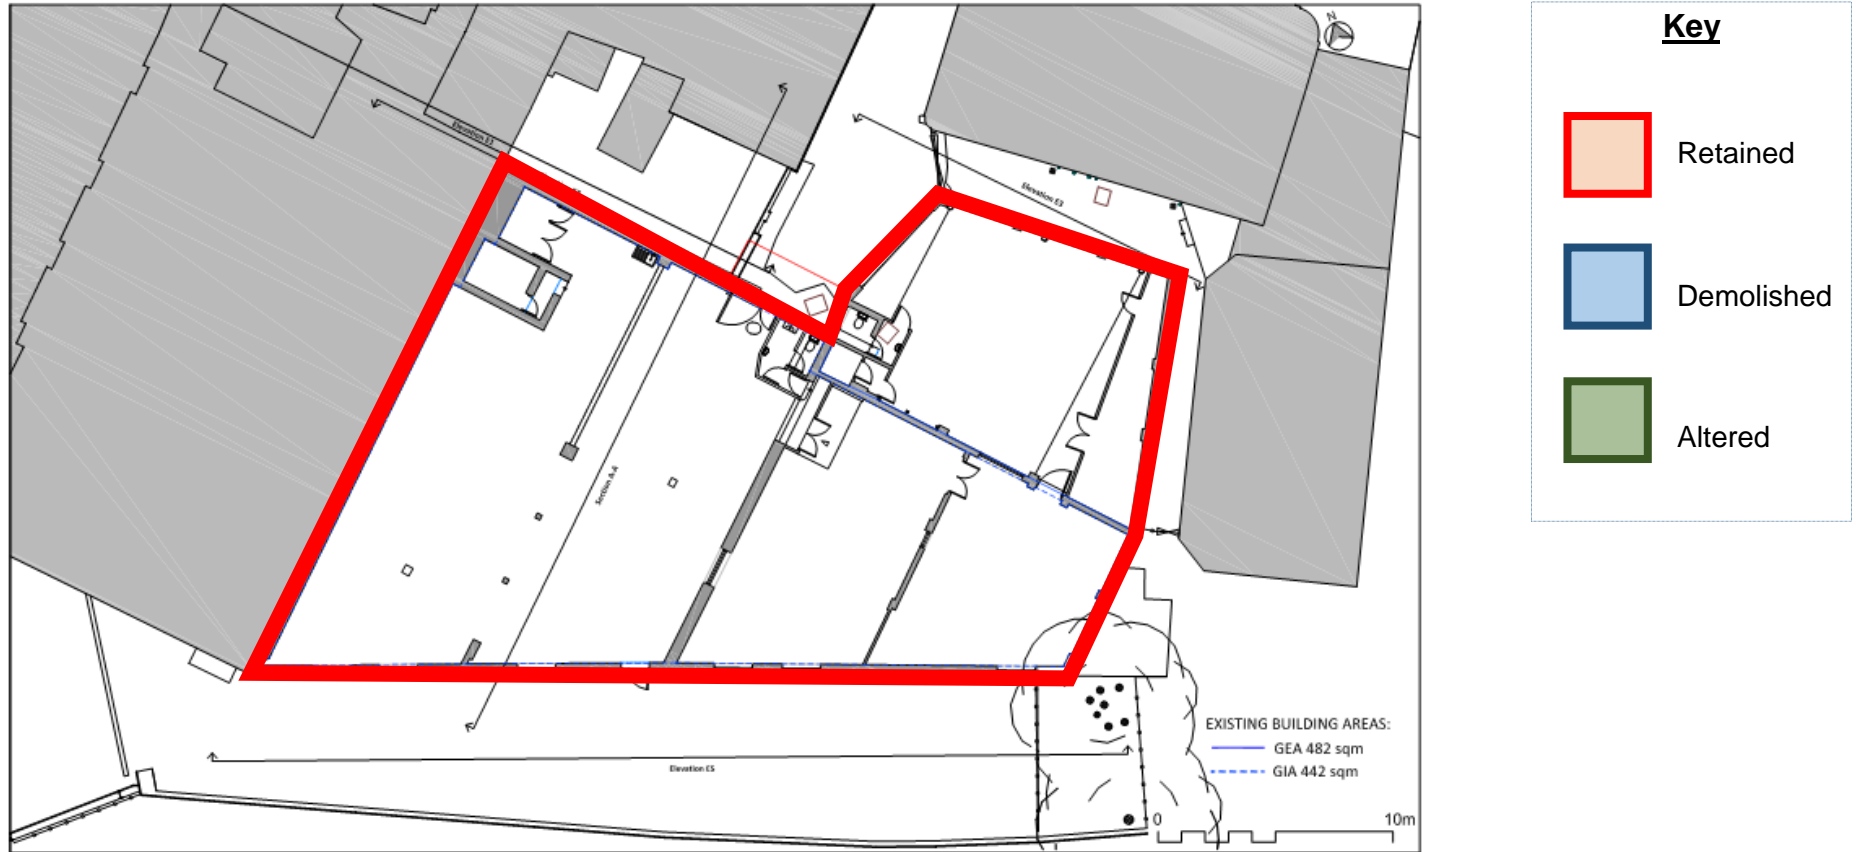 N
Elevation E3
Elevation E3
Section A-A
Elevation E5
EXISTING BUILDING AREAS:
GEA 482 sqm
GIA 442 sqm
0 10m
Key
Retained
Demolished
Altered